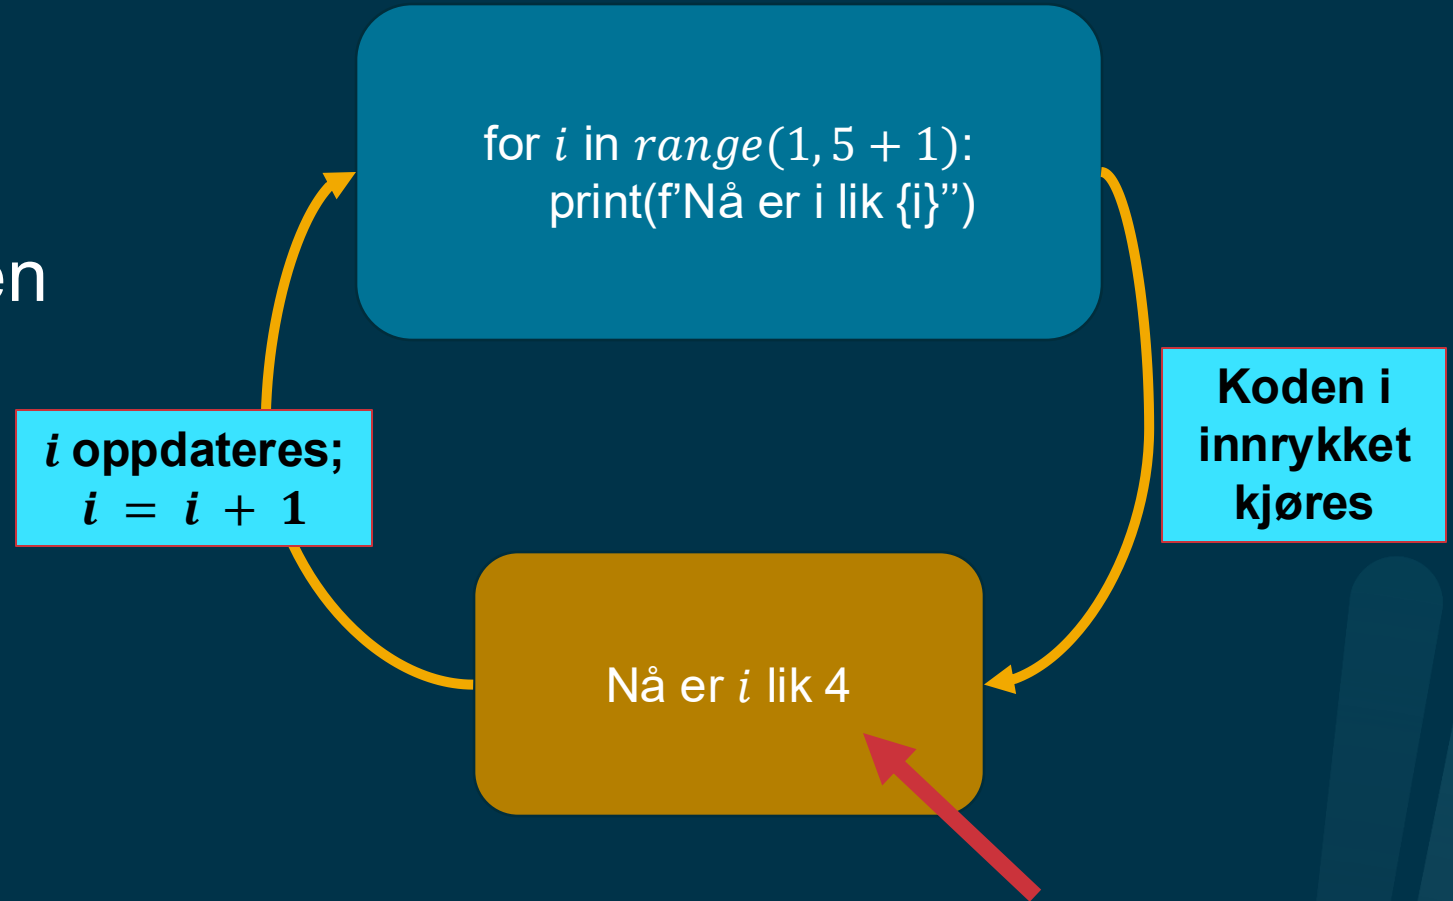 for i in range(1, 5 + 1):
print(f’Nå er i lik {i}”)
en
i oppdateres;
i = i + 1
Koden i
innrykket
kjøres
Nå er i lik 4